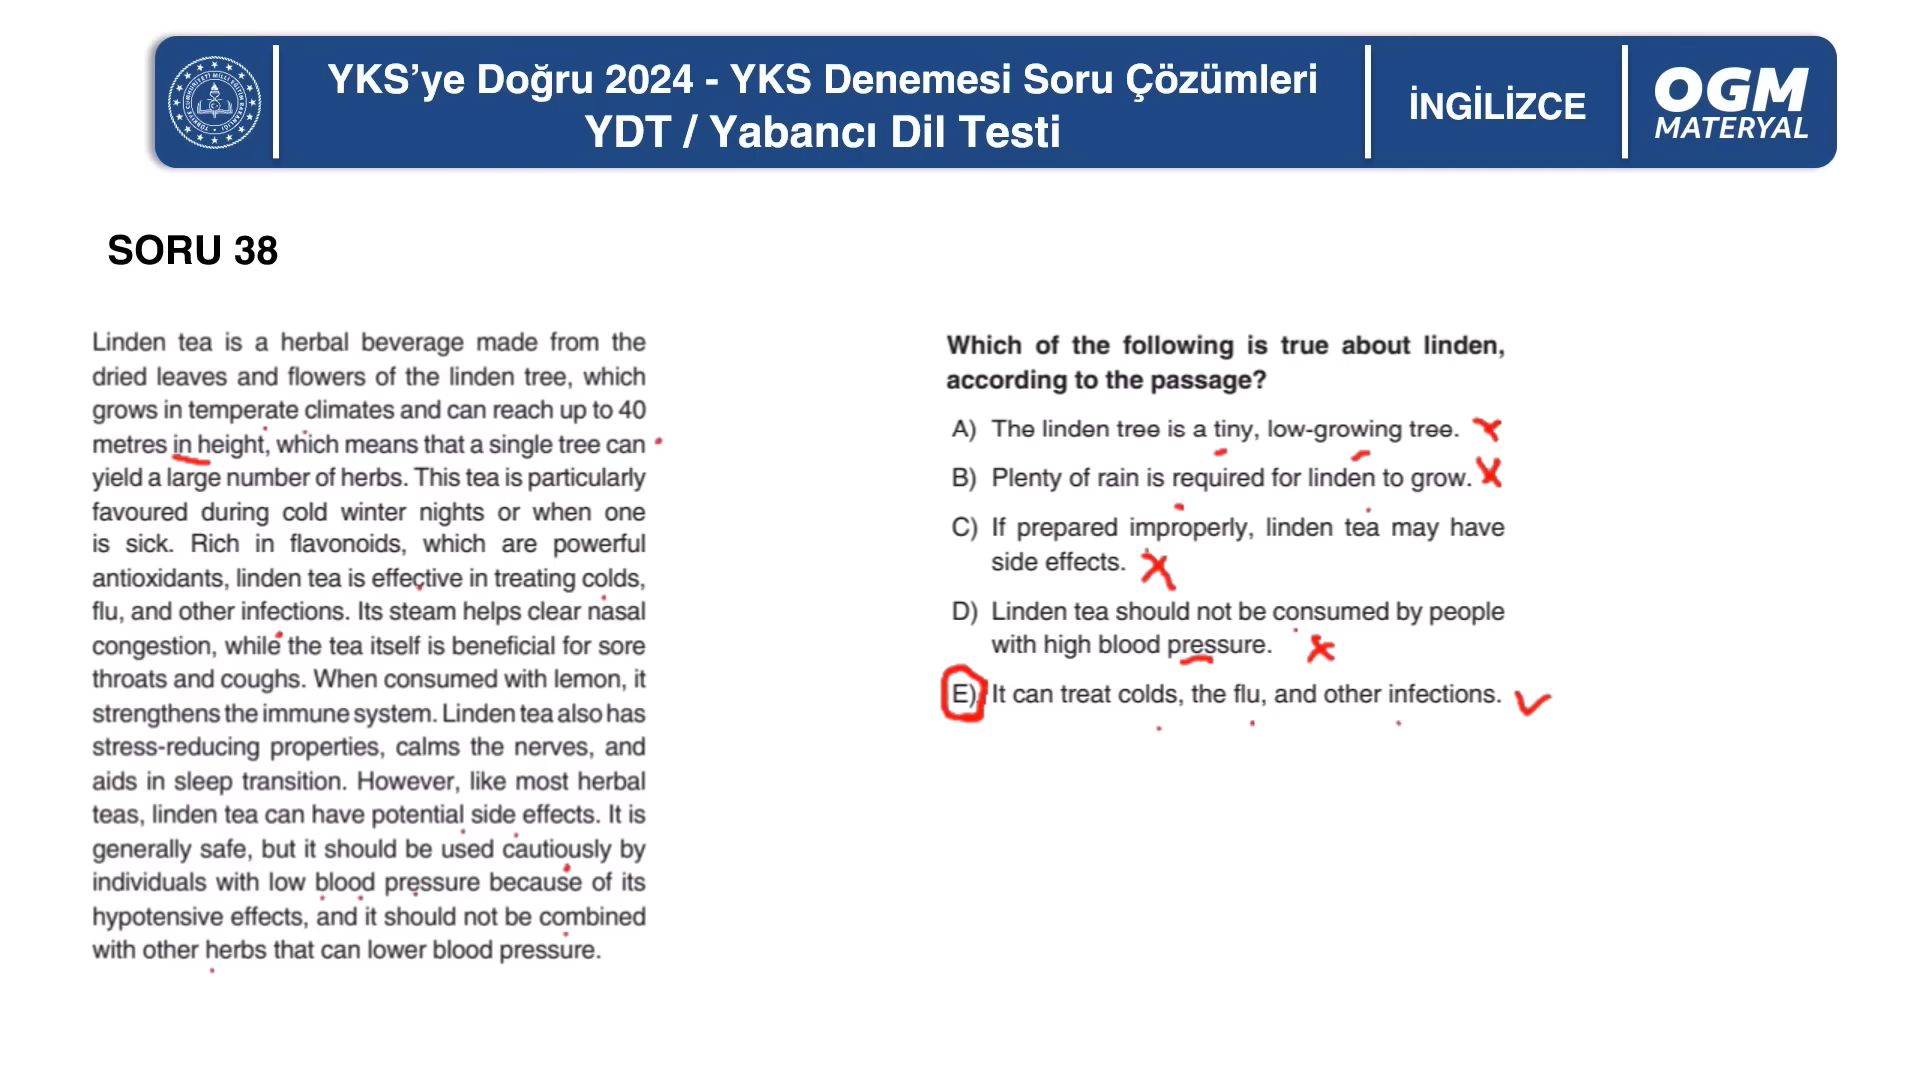 YKS'ye Doğru 2024 - YKS Denemesi Soru Çözümleri
YDT / Yabancı Dil Testi
İNGİLİZCE
OGM
MATERYAL
SORU 38
Linden tea is a herbal beverage made from the
dried leaves and flowers of the linden tree, which
grows in temperate climates and can reach up to 40
metres in height, which means that a single tree can
yield a large number of herbs. This tea is particularly
favoured during cold winter nights or when one
is sick. Rich in flavonoids, which are powerful
antioxidants, linden tea is effective in treating colds,
flu, and other infections. Its steam helps clear nasal
congestion, while the tea itself is beneficial for sore
throats and coughs. When consumed with lemon, it
strengthens the immune system. Linden tea also has
stress-reducing properties, calms the nerves, and
aids in sleep transition. However, like most herbal
teas, linden tea can have potential side effects. It is
generally safe, but it should be used cautiously by
individuals with low blood pressure because of its
hypotensive effects, and it should not be combined
with other herbs that can lower blood pressure.
Which of the following is true about linden,
according to the passage?
A) The linden tree is a tiny, low-growing tree.
B) Plenty of rain is required for linden to grow.
C) If prepared improperly, linden tea may have
side effects.
D) Linden tea should not be consumed by people
with high blood pressure.
E) It can treat colds, the flu, and other infections.